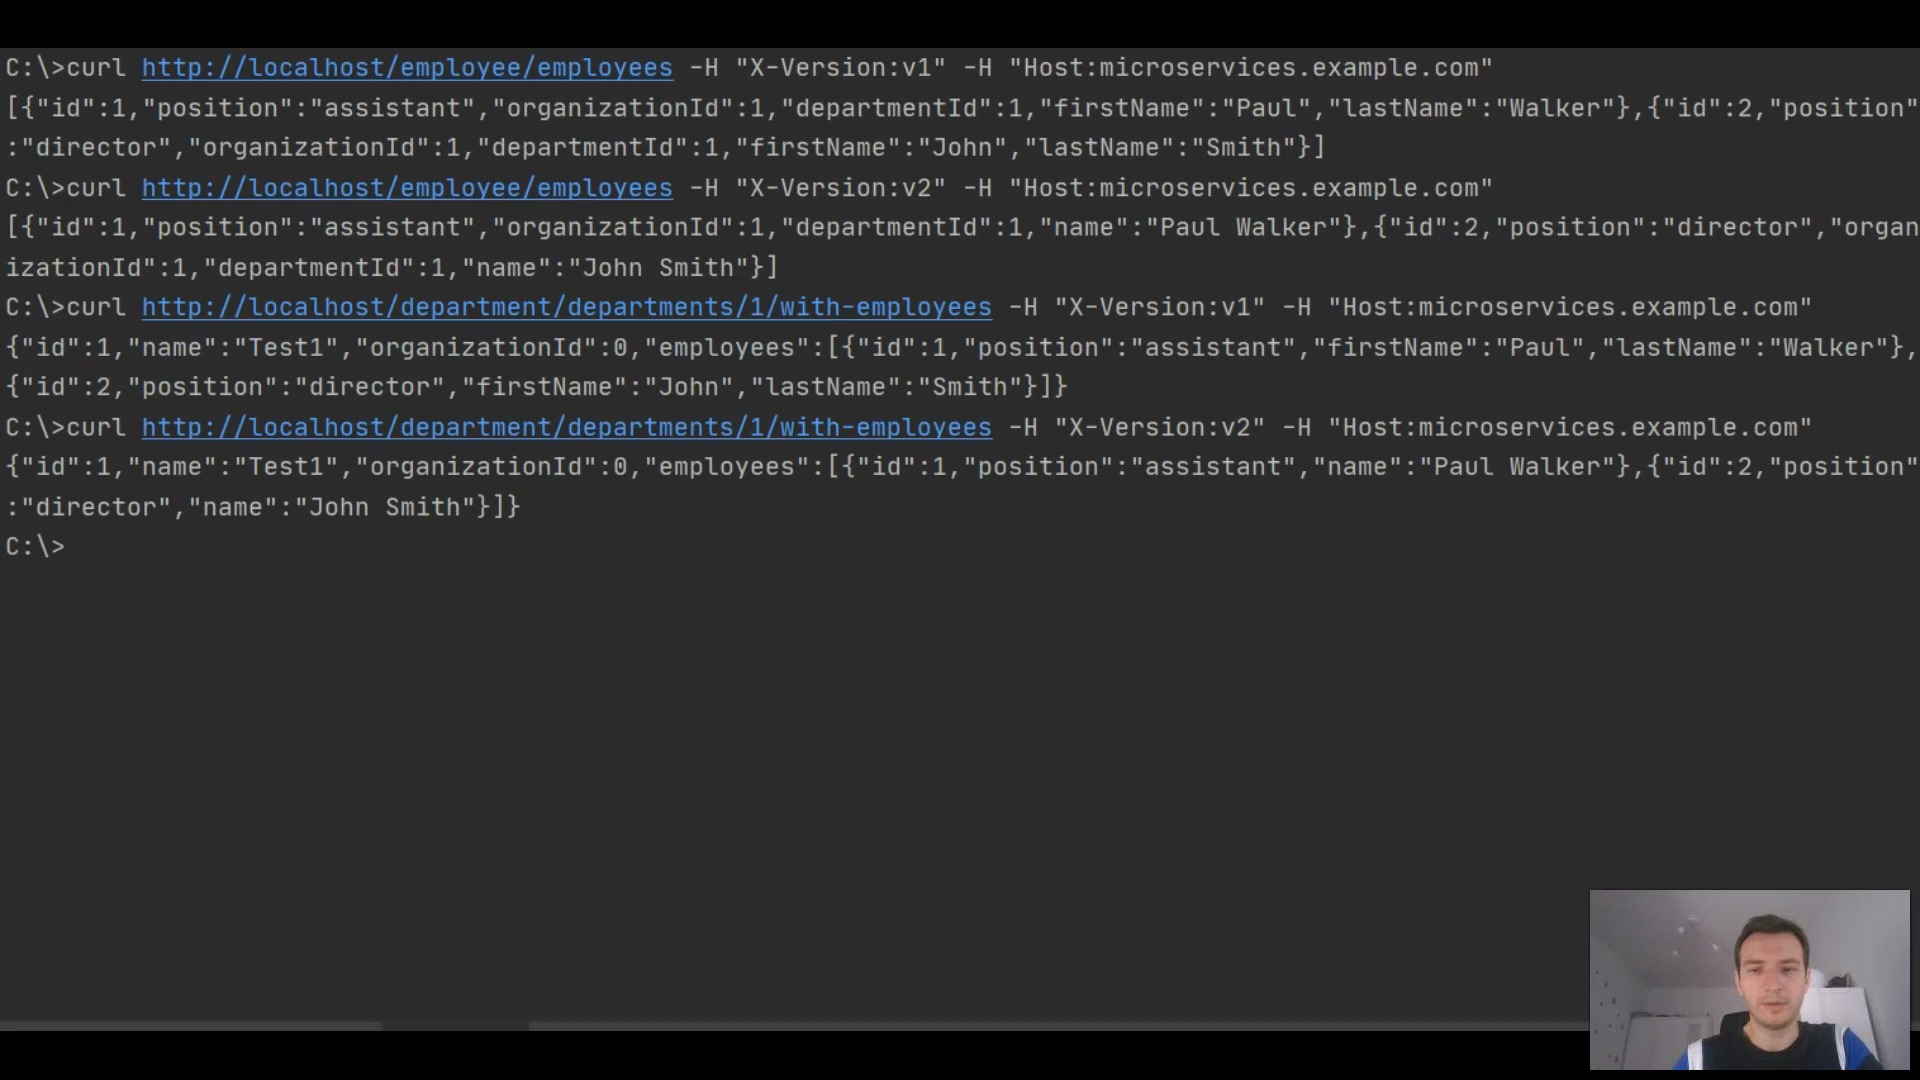 C:\>curl http://localhost/employee/employees -H "X-Version:v1" -H "Host:microservices.example.com"
[{"id":1,"position":"assistant","organizationId":1,"departmentId":1,"firstName":"Paul","lastName":"Walker"},{"id":2,"position"
:"director","organizationId":1,"departmentId":1,"firstName":"John","lastName":"Smith"}]
C:\>curl http://localhost/employee/employees -H "X-Version:v2" -H "Host:microservices.example.com"
[{"id":1,"position":"assistant","organizationId":1,"departmentId":1,"name":"Paul Walker"},{"id":2,"position":"director","organ
izationId":1,"departmentId":1,"name":"John Smith"}]
C:\>curl http://localhost/department/departments/1/with-employees -H "X-Version:v1" -H "Host:microservices.example.com"
{"id":1,"name":"Test1","organizationId":0,"employees":[{"id":1,"position":"assistant","firstName":"Paul","lastName":"Walker"},
{"id":2,"position":"director","firstName":"John","lastName":"Smith"}]}
C:\>curl http://localhost/department/departments/1/with-employees -H "X-Version:v2" -H "Host:microservices.example.com"
{"id":1,"name":"Test1","organizationId":0,"employees":[{"id":1,"position":"assistant","name":"Paul Walker"},{"id":2,"position"
:"director","name":"John Smith"}]}
C:\>